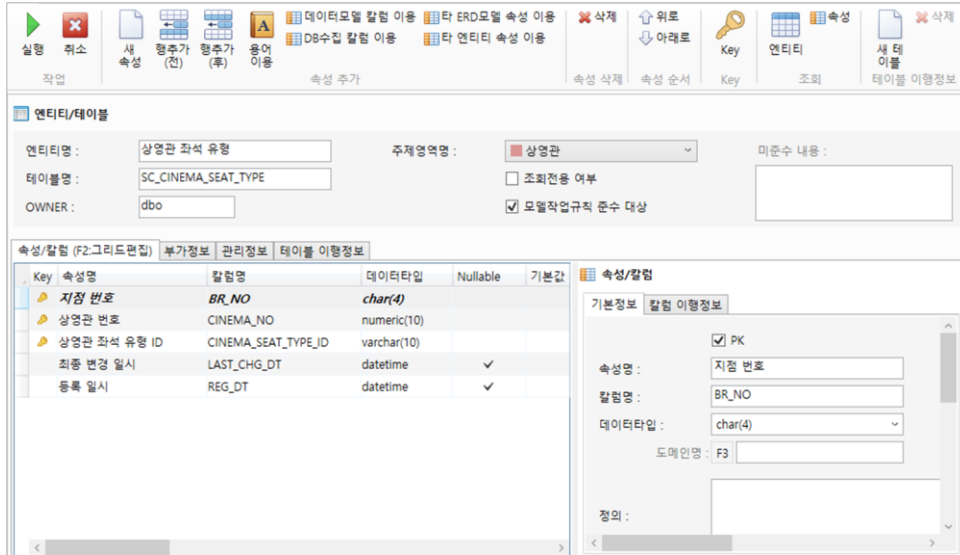 실행
취소
새 속성
행추가 (전)
행추가 (후)
용어 이용
데이터모델 칼럼 이용
타 ERD모델 속성 이용
DB수집 칼럼 이용
타 엔티티 속성 이용
삭제
위로
아래로
Key
엔티티
속성
새 테이블
삭제
작업
속성 추가
속성 삭제
속성 순서
Key
조회
테이블 이행정보
엔티티/테이블
엔티티명 : 상영관 좌석 유형
주제영역명 : 상영관
미준수 내용 :
테이블명 : SC_CINEMA_SEAT_TYPE
조회전용 여부
OWNER : dbo
모델작업규칙 준수 대상
속성/칼럼 (F2:그리드편집) 부가정보 관리정보 테이블 이행정보
Key 속성명 칼럼명 데이터타입 Nullable 기본값
지점 번호 BR_NO char(4)
상영관 번호 CINEMA_NO numeric(10)
상영관 좌석 유형 ID CINEMA_SEAT_TYPE_ID varchar(10)
최종 변경 일시 LAST_CHG_DT datetime
등록 일시 REG_DT datetime
속성/칼럼
기본정보 칼럼 이행정보
PK
속성명 : 지점 번호
칼럼명 : BR_NO
데이터타입 : char(4)
도메인명 : F3
정의 :